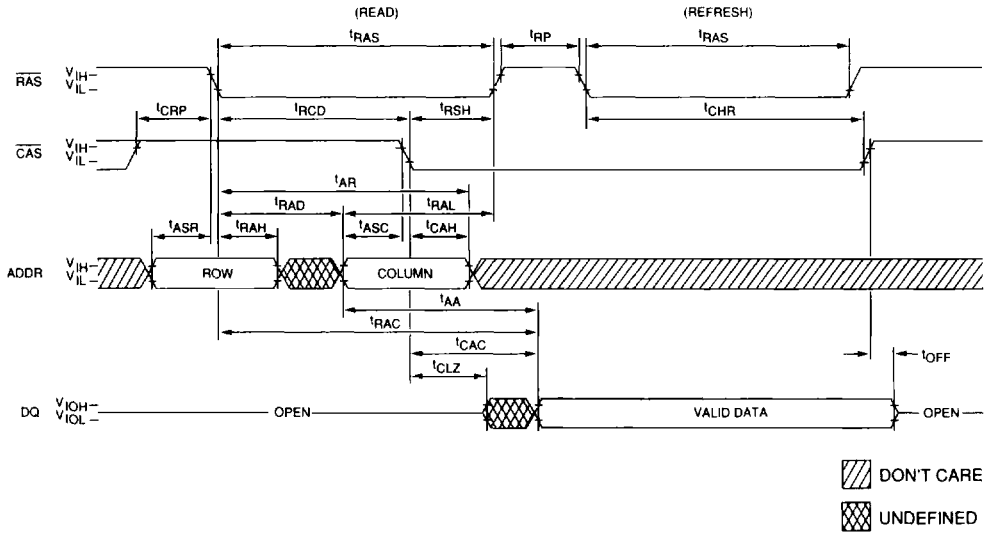 (READ) (REFRESH)
tRAS tRP tRAS
RAS VIH
VIL
tCRP tRCD tRSH tCHR
CAS VIH
VIL
tAR
tRAD tRAL
tASR tRAH tASC tCAH
ADDR VIH
VIL
ROW COLUMN
tAA
tRAC
tCAC
tCLZ tOFF
DQ VIOH
VIOL
OPEN VALID DATA OPEN
DON'T CARE
UNDEFINED